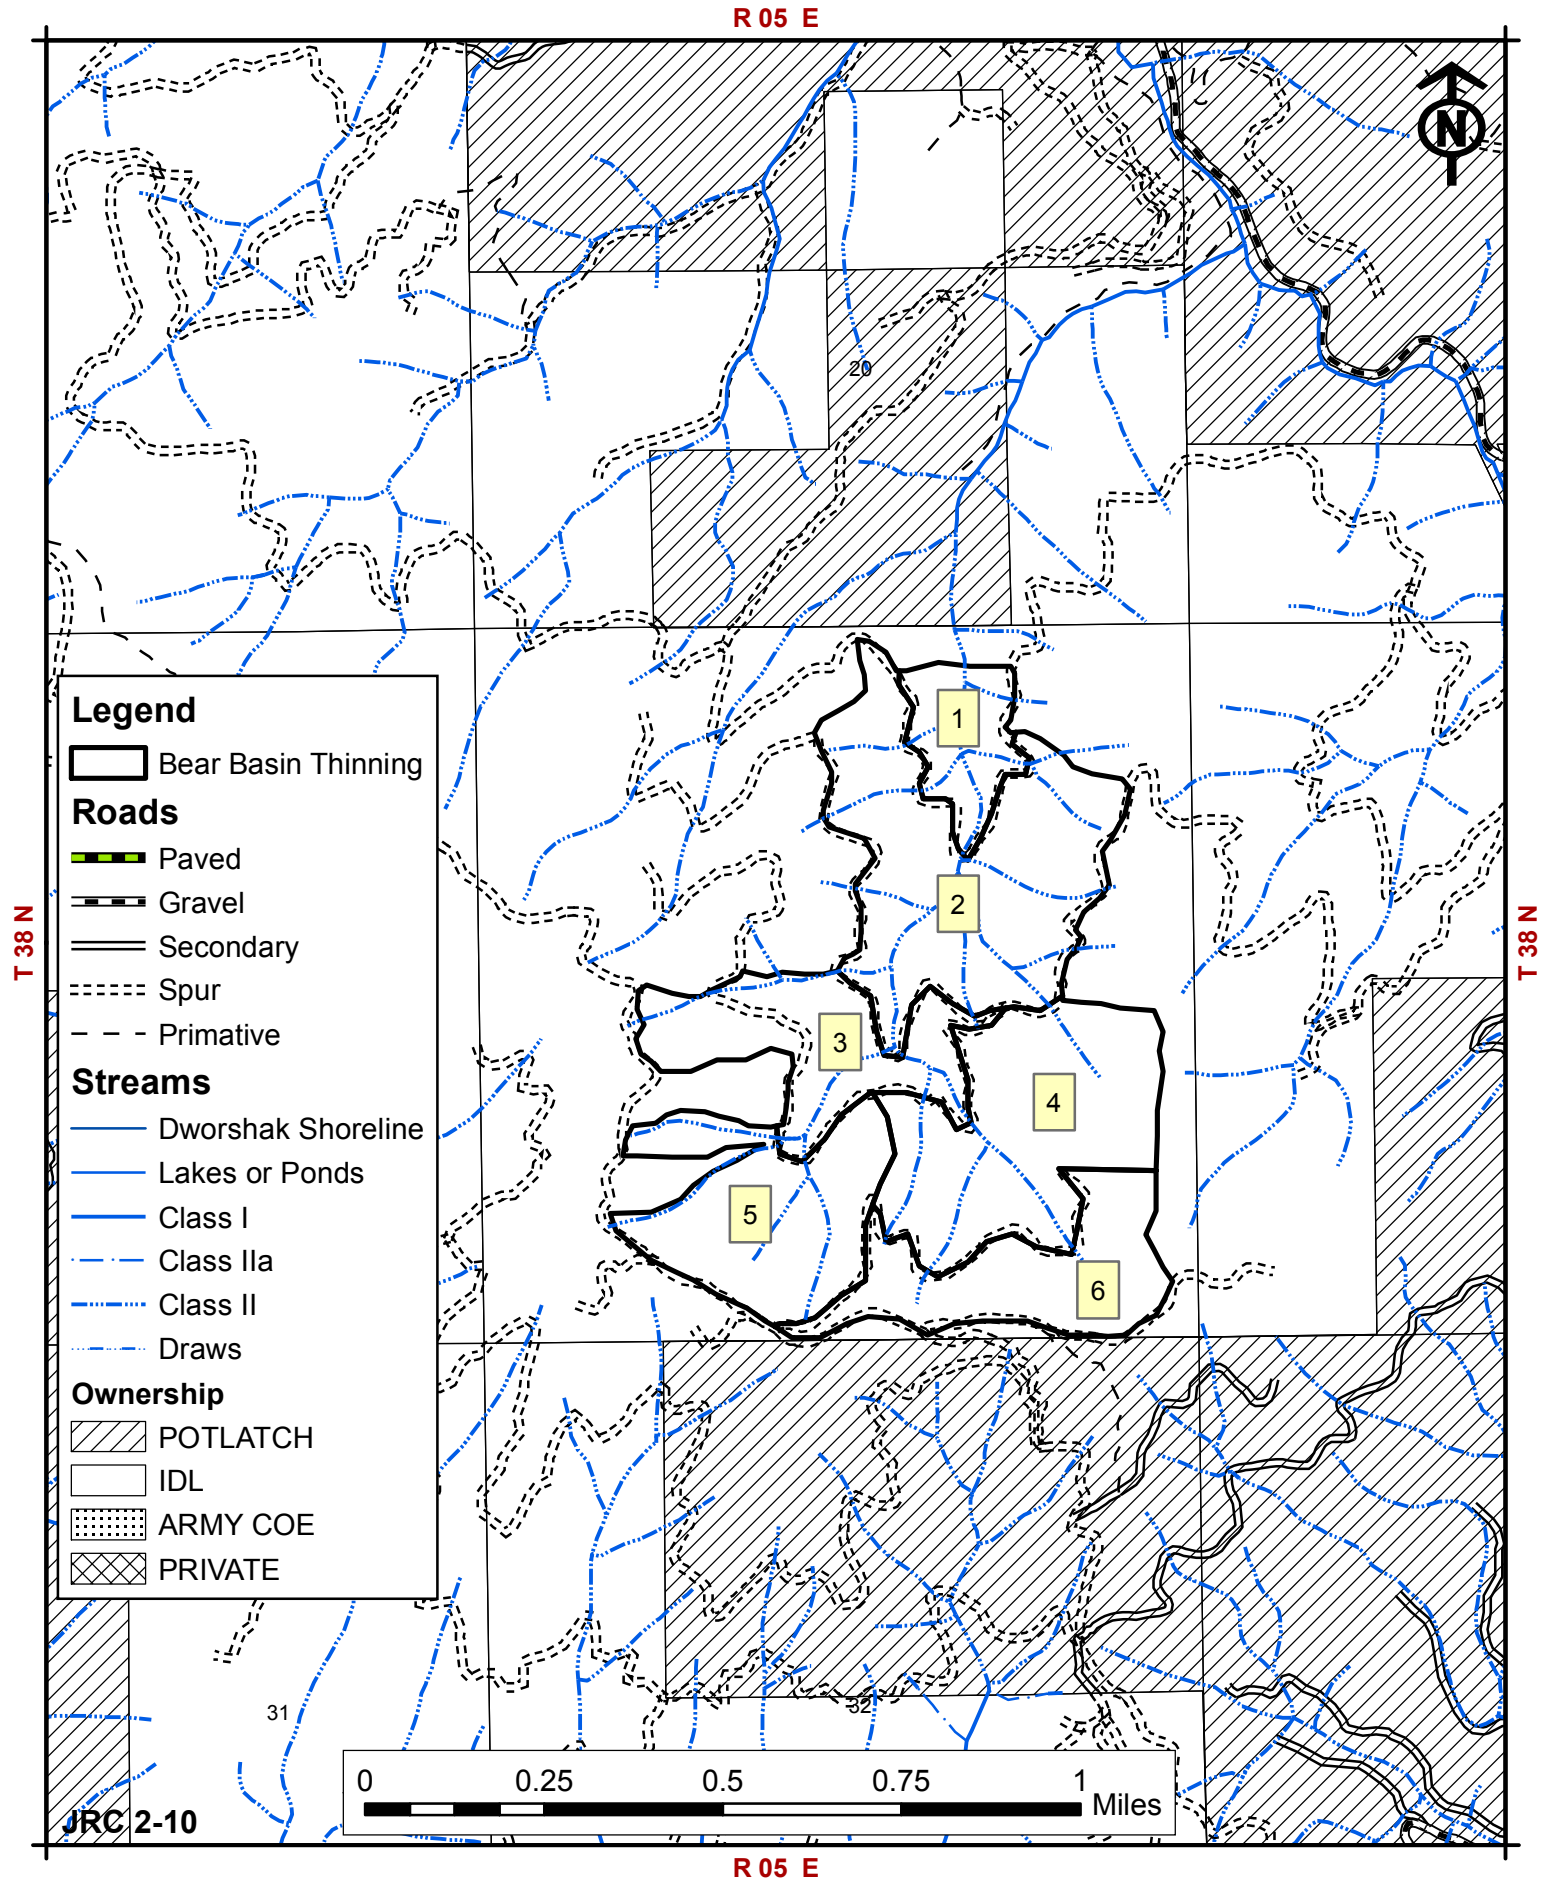 R 05 E
N
20
T 38 N
T 38 N
1
2
3
4
5
6
Legend
Bear Basin Thinning
Roads
Paved
Gravel
Secondary
Spur
Primative
Streams
Dworshak Shoreline
Lakes or Ponds
Class I
Class IIa
Class II
Draws
Ownership
POTLATCH
IDL
ARMY COE
PRIVATE
31
32
0 0.25 0.5 0.75 1
Miles
JRC 2-10
R 05 E